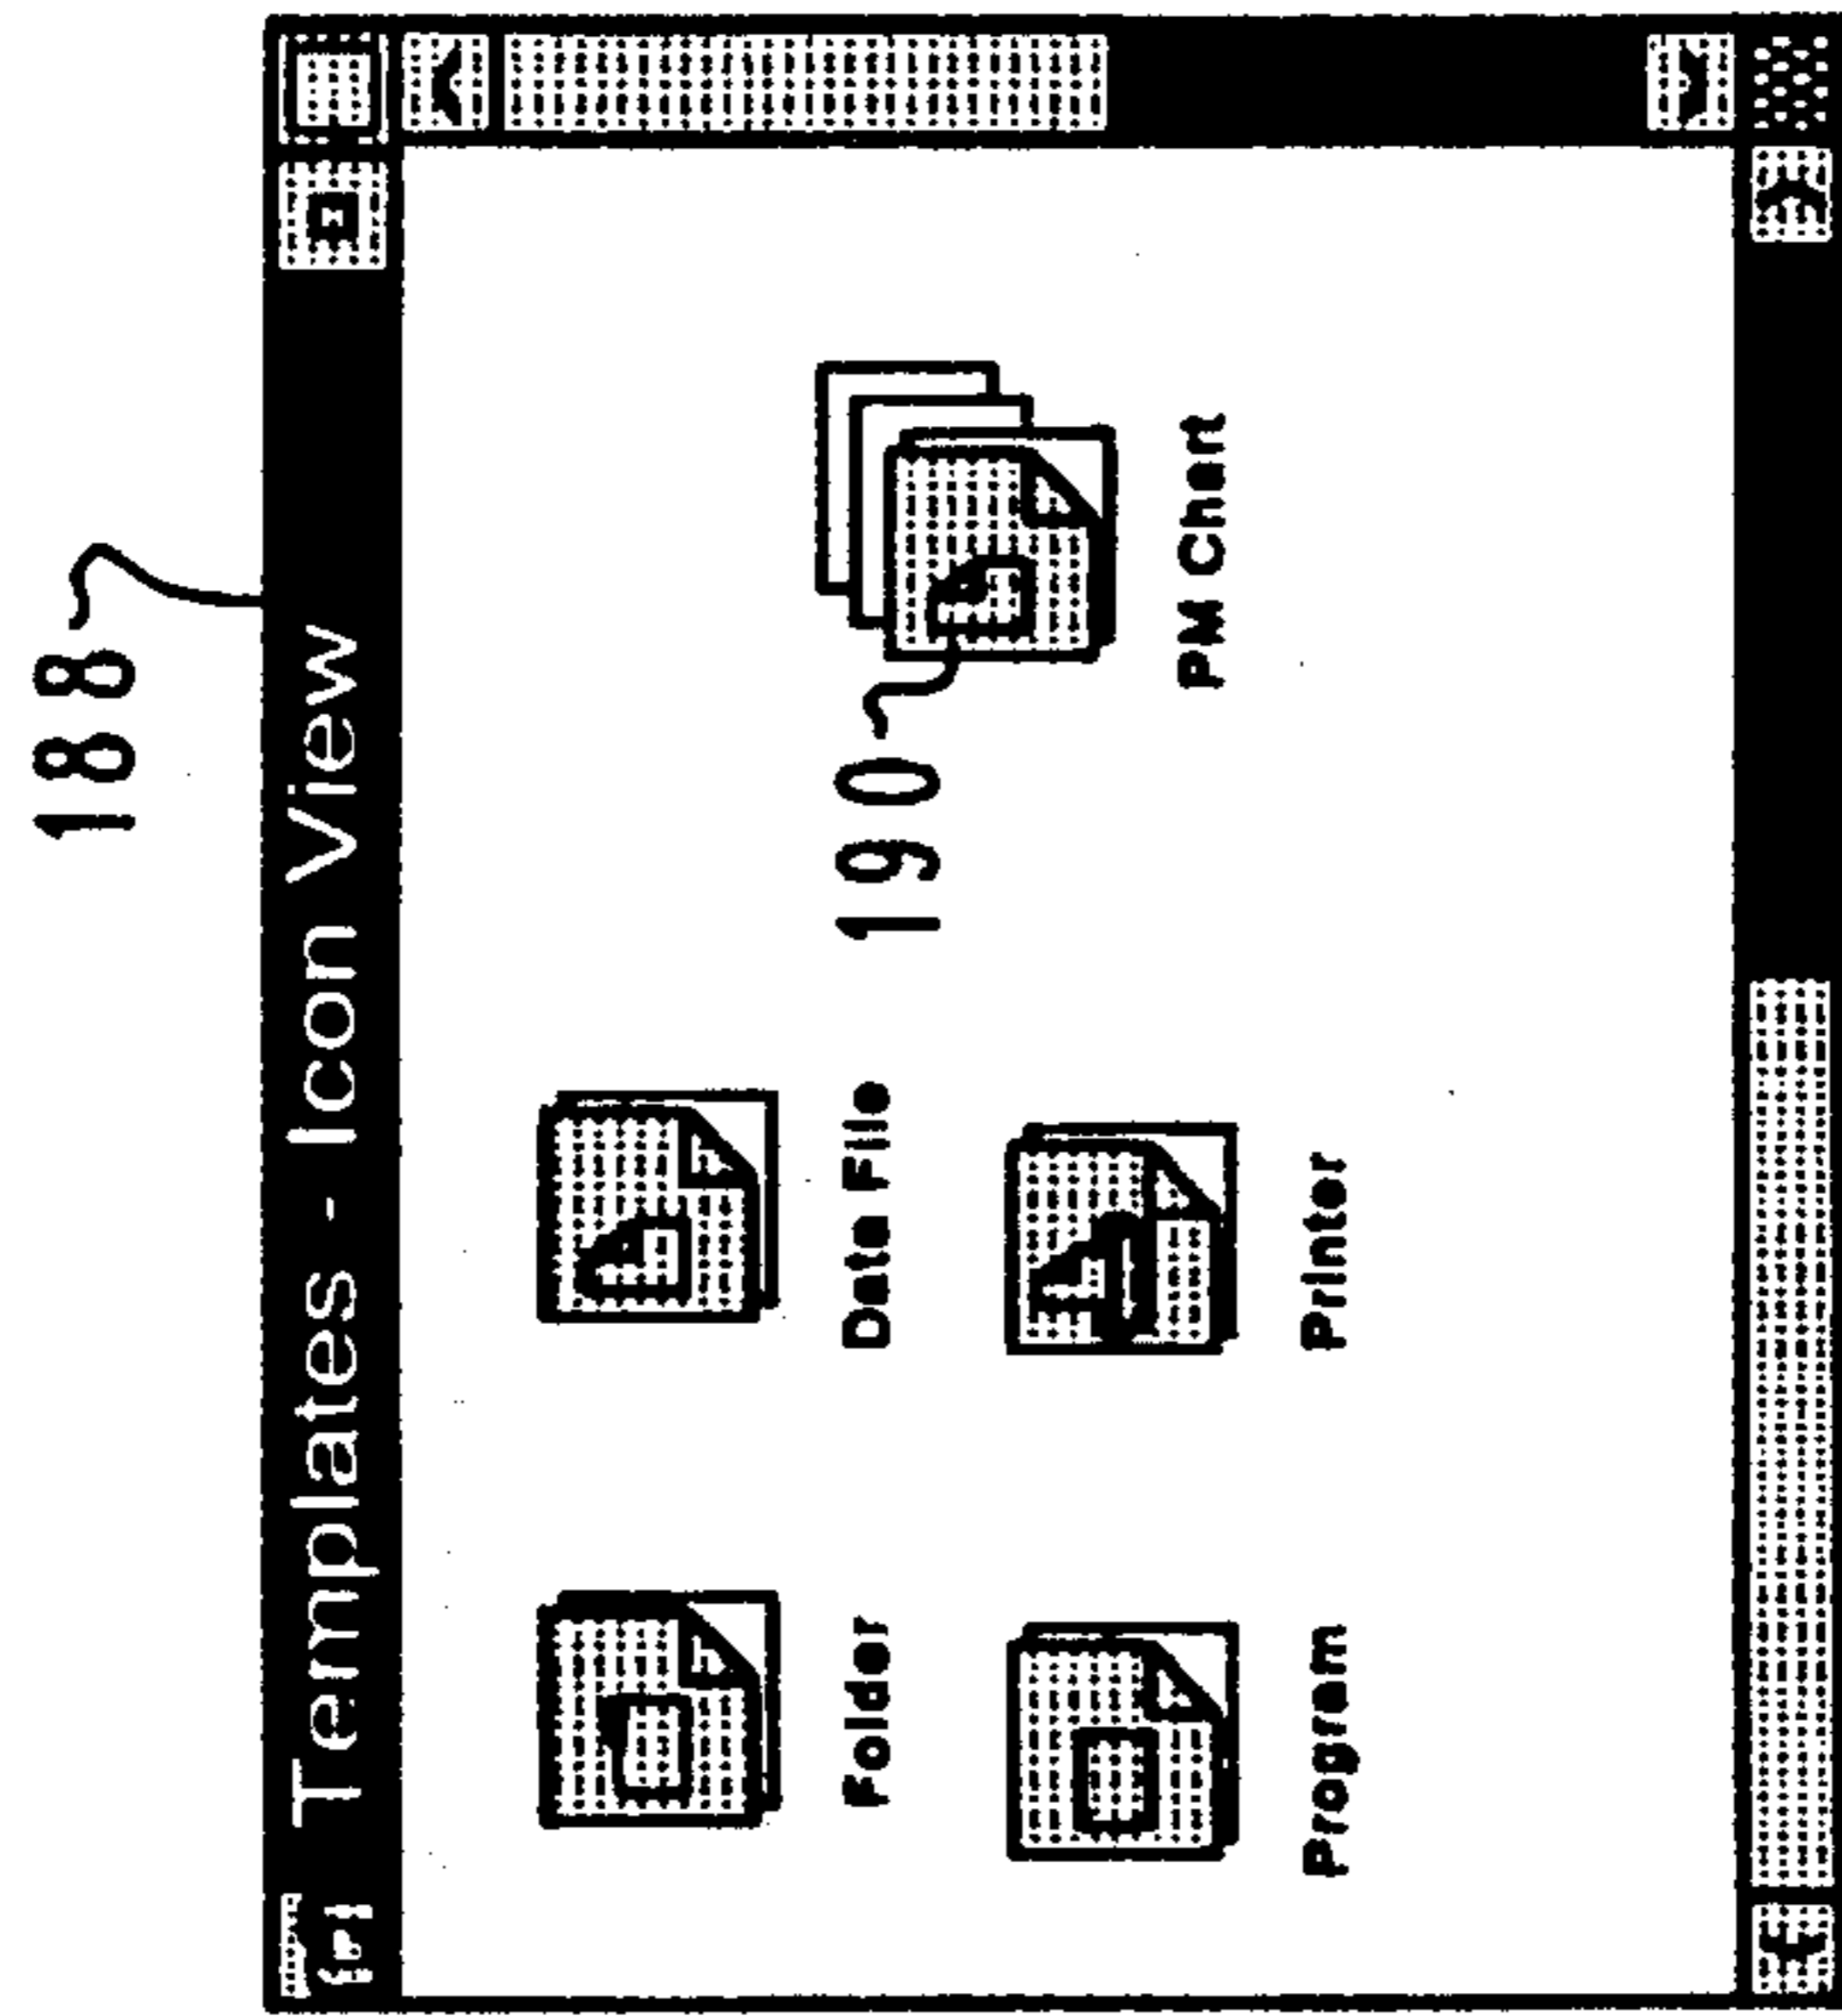 188
Templates - Icon View
Folder
Data File
190
PM Chart
Program
Printer